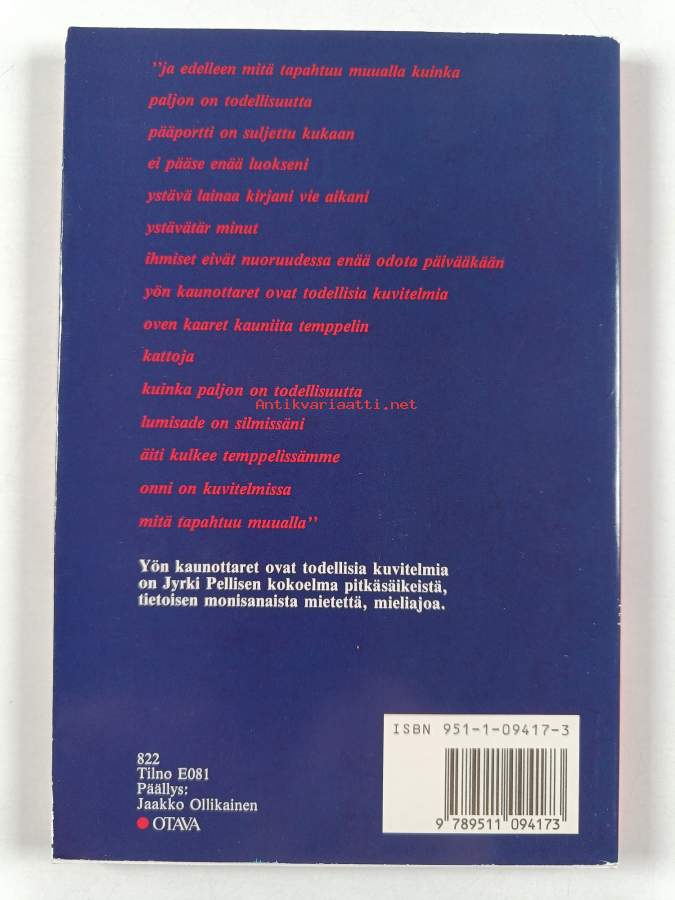 "ja edelleen mitä tapahtuu muualla kuinka
paljon on todellisuutta
pääportti on suljettu kukaan
ei pääse enää luokseni
ystävä lainaa kirjani vie aikani
ystävätär minut
ihmiset eivät nuoruudessa enää odota päivääkään
yön kaunottaret ovat todellisia kuvitelmia
oven kaaret kauniita temppelin
kattoja
kuinka paljon on todellisuutta
Antikvariaatti.net
lumisade on silmissäni
äiti kulkee temppelissämme
onni on kuvitelmissa
mitä tapahtuu muualla"
Yön kaunottaret ovat todellisia kuvitelmia
on Jyrki Pellisen kokoelma pitkäsäikeistä,
tietoisen monisanaista mietettä, mieliajoa.
ISBN 951-1-09417-3
822
Tilno E081
Päällys:
Jaakko Ollikainen
OTAVA
9 789511 094173